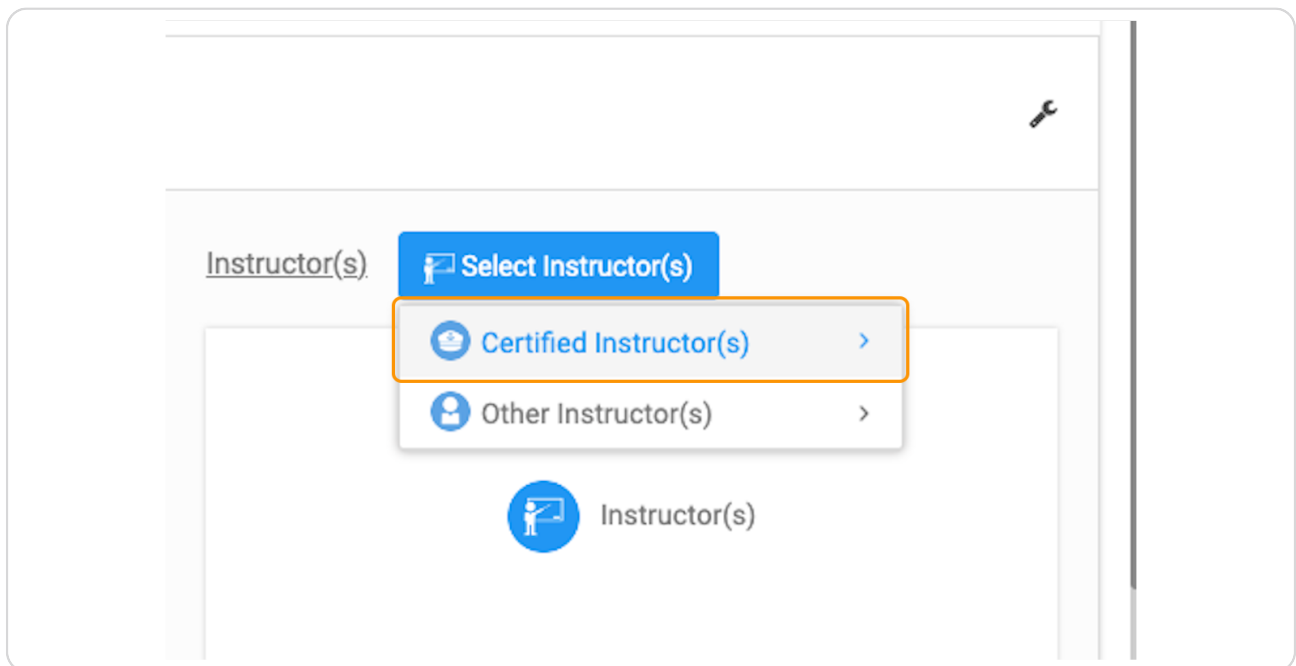 Instructor(s)
Select Instructor(s)
Certified Instructor(s)
Other Instructor(s)
Instructor(s)